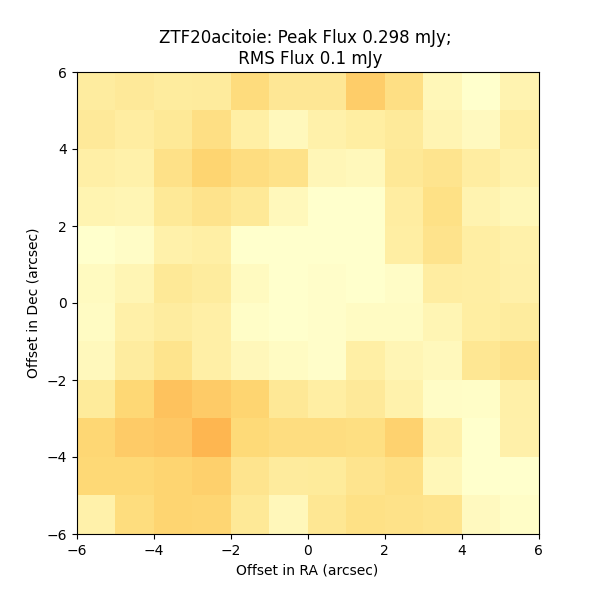 ZTF20acitoie: Peak Flux 0.298 mJy;
RMS Flux 0.1 mJy
6
4
2
0
−2
−4
−6
Offset in Dec (arcsec)
−6 −4 −2 0 2 4 6
Offset in RA (arcsec)